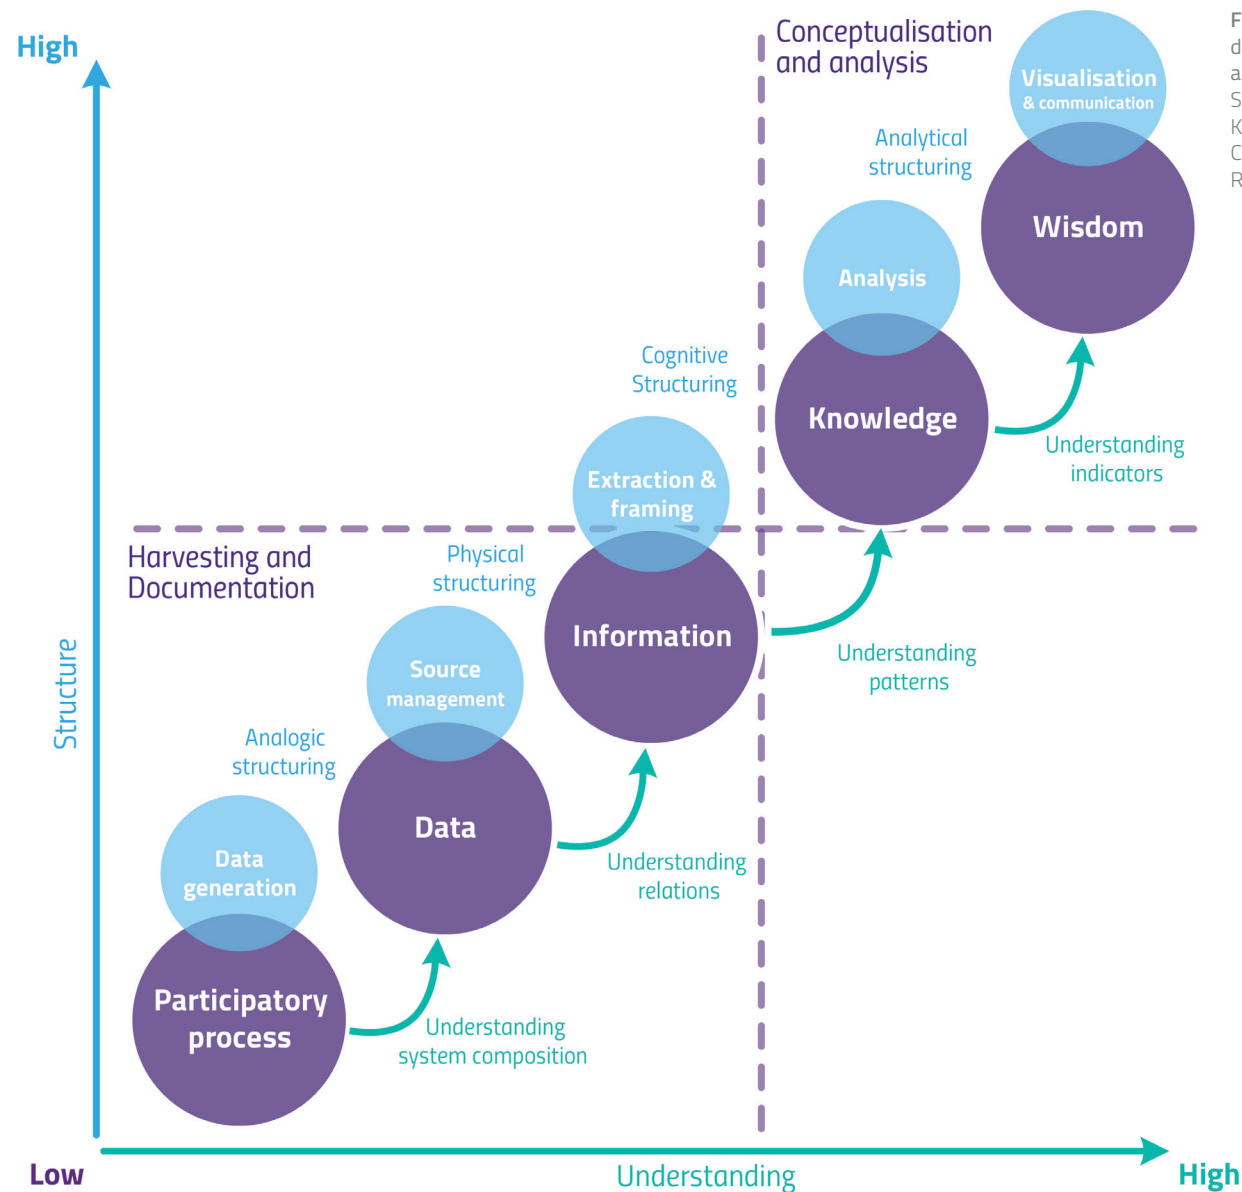 High
Conceptualisation
and analysis
Visualisation
& communication
Analytical
structuring
Wisdom
Analysis
Cognitive
Structuring
Knowledge
Understanding
indicators
Extraction &
framing
Harvesting and
Documentation
Physical
structuring
Information
Understanding
patterns
Source
management
Structure
Analogic
structuring
Data
Understanding
relations
Data
generation
Participatory
process
Understanding
system composition
Low
Understanding
High
F
d
a
S
K
C
R